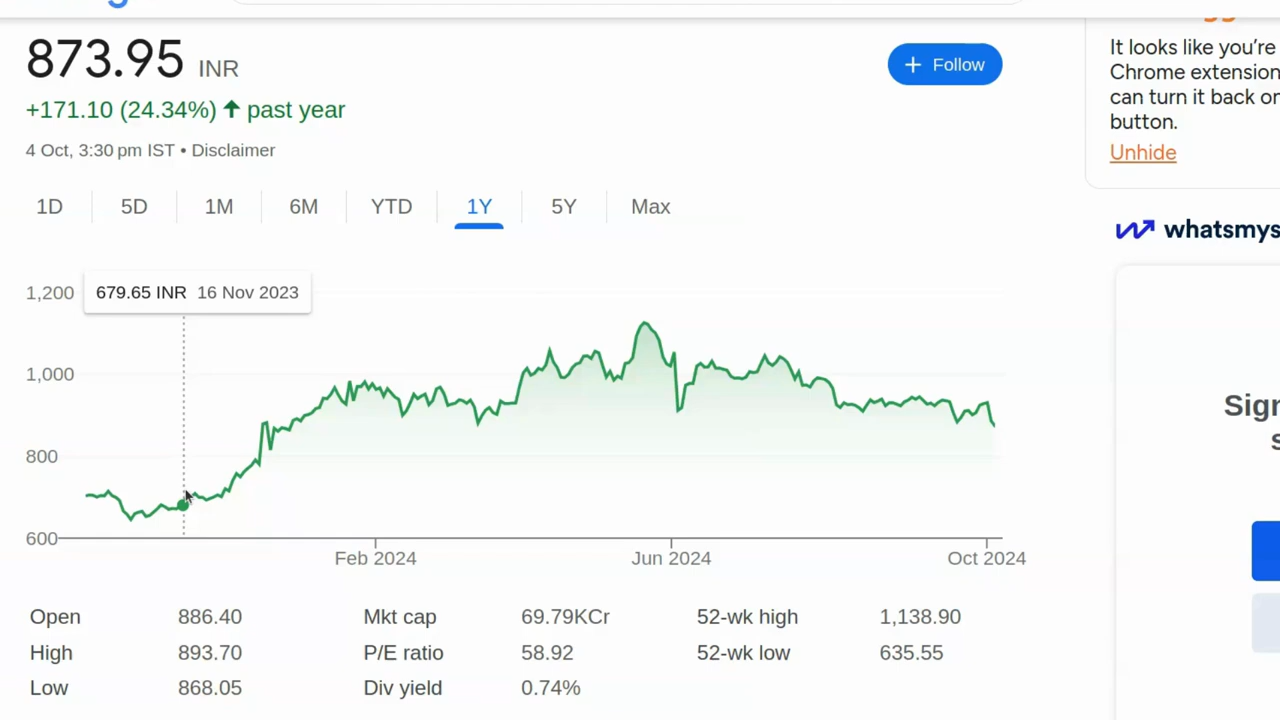 873.95 INR
+ Follow
+171.10 (24.34%) ↑ past year
4 Oct, 3:30 pm IST • Disclaimer
1D 5D 1M 6M YTD 1Y 5Y Max
679.65 INR 16 Nov 2023
1,200
1,000
800
600
Feb 2024 Jun 2024 Oct 2024
Open 886.40 Mkt cap 69.79KCr 52-wk high 1,138.90
High 893.70 P/E ratio 58.92 52-wk low 635.55
Low 868.05 Div yield 0.74%
It looks like you're
Chrome extension
can turn it back or
button.
Unhide
whatsmys
Sign
s